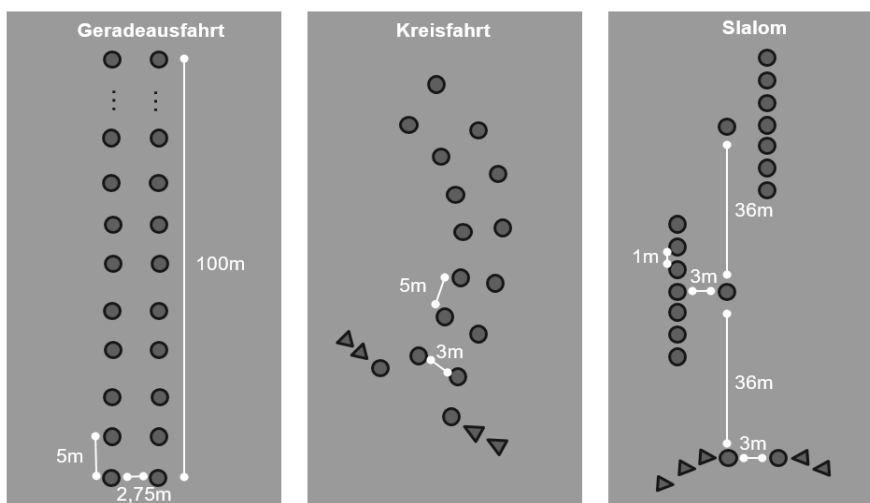 Geradeausfahrt
100m
5m
2,75m
Kreisfahrt
5m
3m
Slalom
36m
1m
3m
36m
3m